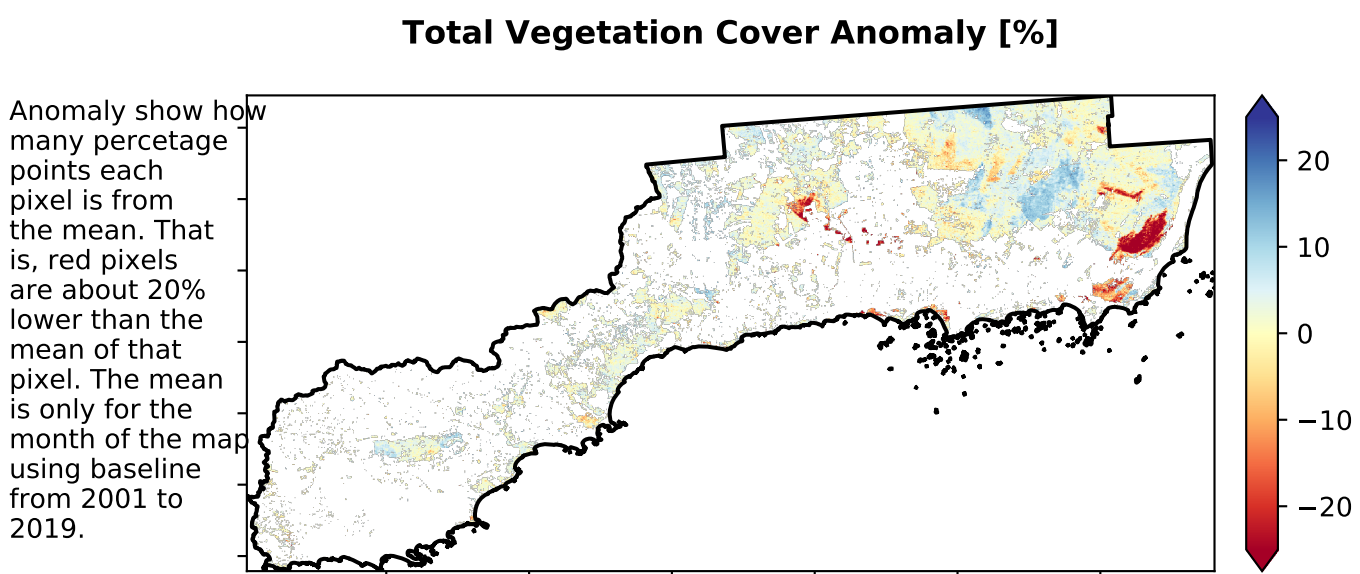 Total Vegetation Cover Anomaly [%]
Anomaly show how
many percetage
points each
pixel is from
the mean. That
is, red pixels
are about 20%
lower than the
mean of that
pixel. The mean
is only for the
month of the map
using baseline
from 2001 to
2019.
20
10
0
−10
−20